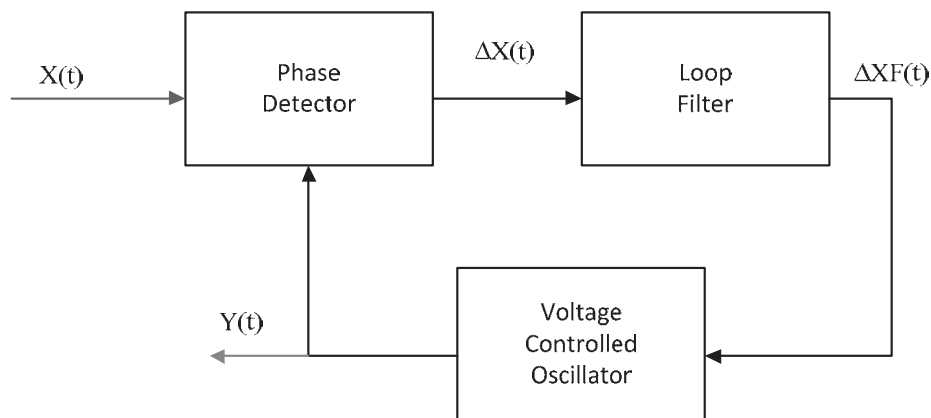 X(t)
Phase
Detector
ΔX(t)
Loop
Filter
ΔXF(t)
Y(t)
Voltage
Controlled
Oscillator